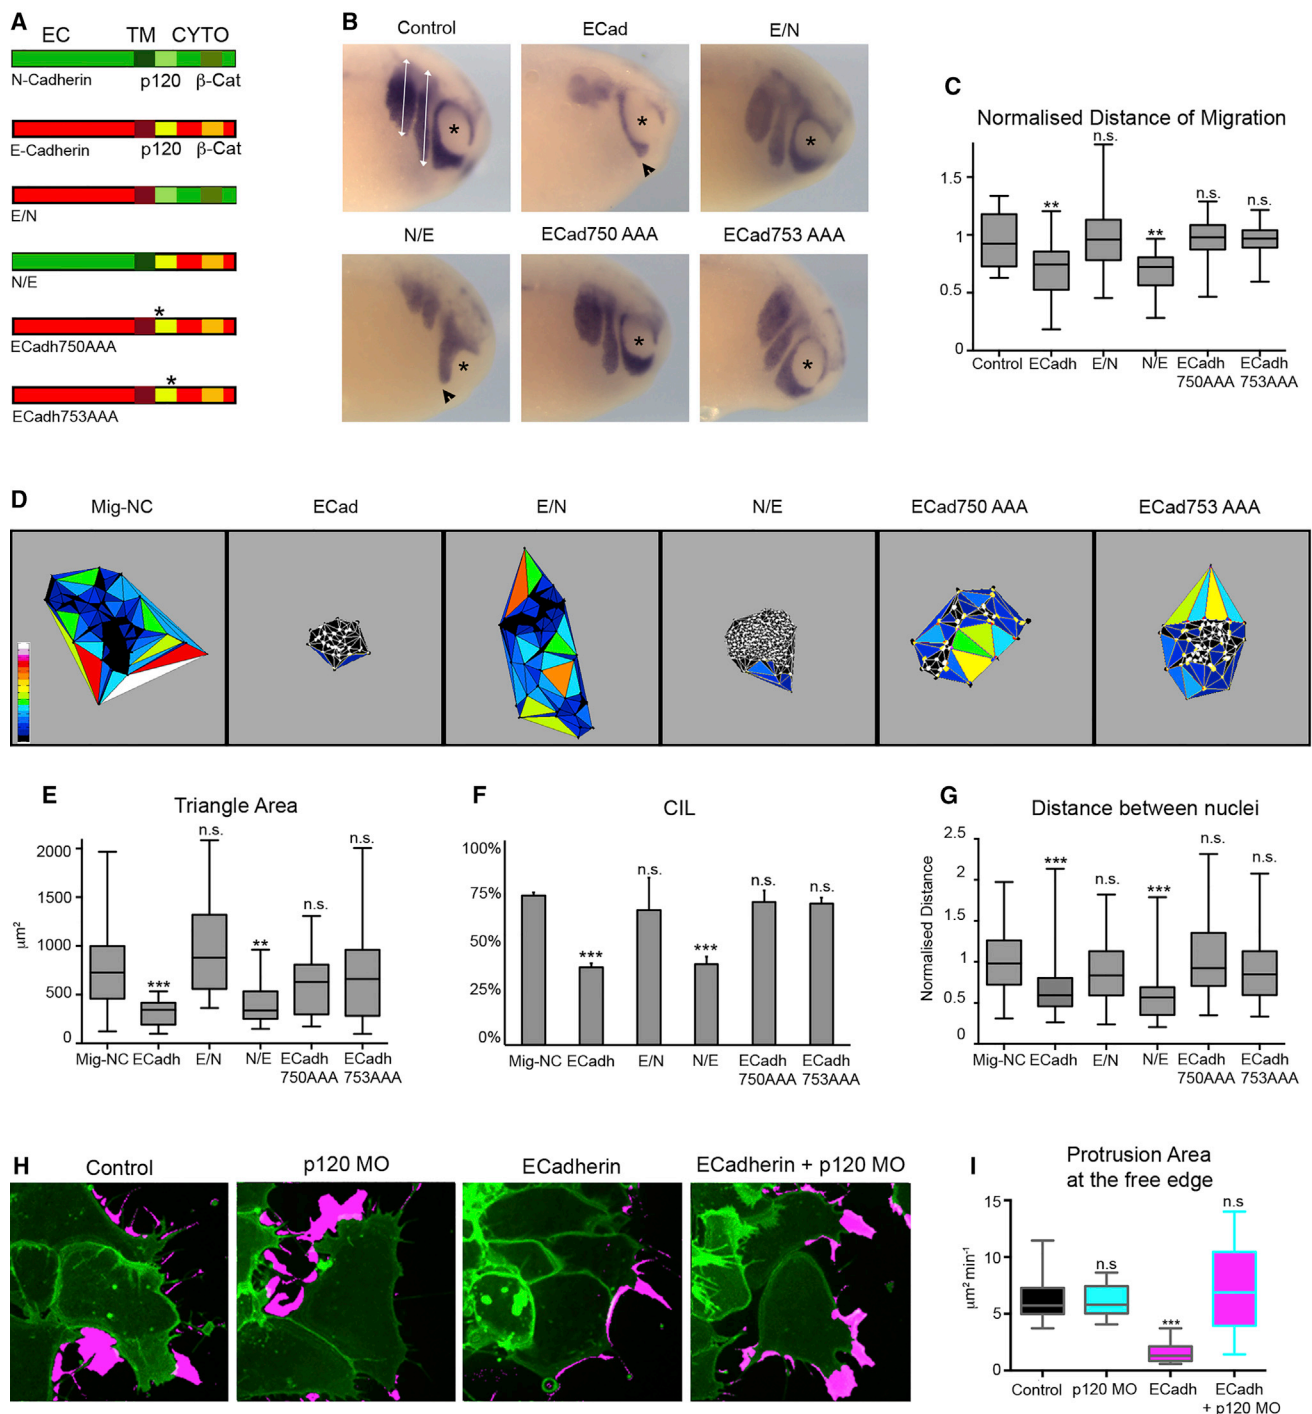 A
EC TM CYTO
N-Cadherin p120 β-Cat
E-Cadherin p120 β-Cat
E/N
N/E
*
ECadh750AAA
*
ECadh753AAA
B
Control ECad E/N
* * *
N/E ECad750 AAA ECad753 AAA
* * *
C
Normalised Distance of Migration
n.s.
1.5
** n.s. n.s.
1 **
0.5
0
Control ECadh E/N N/E ECadh 750AAA ECadh 753AAA
D
Mig-NC ECad E/N N/E ECad750 AAA ECad753 AAA
E
Triangle Area
n.s. n.s.
2000
1500
n.s.
1000 **
***
500
0
μm²
Mig-NC ECadh E/N N/E ECadh 750AAA ECadh 753AAA
F
CIL
100%
n.s. n.s. n.s.
75%
50%
*** ***
25%
0%
Mig-NC ECadh E/N N/E ECadh 750AAA ECadh 753AAA
G
Distance between nuclei
2.5
n.s.
*** n.s.
2 n.s. ***
1.5
1
0.5
0
Normalised Distance
Mig-NC ECadh E/N N/E ECadh 750AAA ECadh 753AAA
H
Control p120 MO ECadherin ECadherin + p120 MO
I
Protrusion Area
at the free edge
15 n.s
10 n.s
5 ***
0
μm² min⁻¹
Control p120 MO ECadh ECadh
+ p120 MO